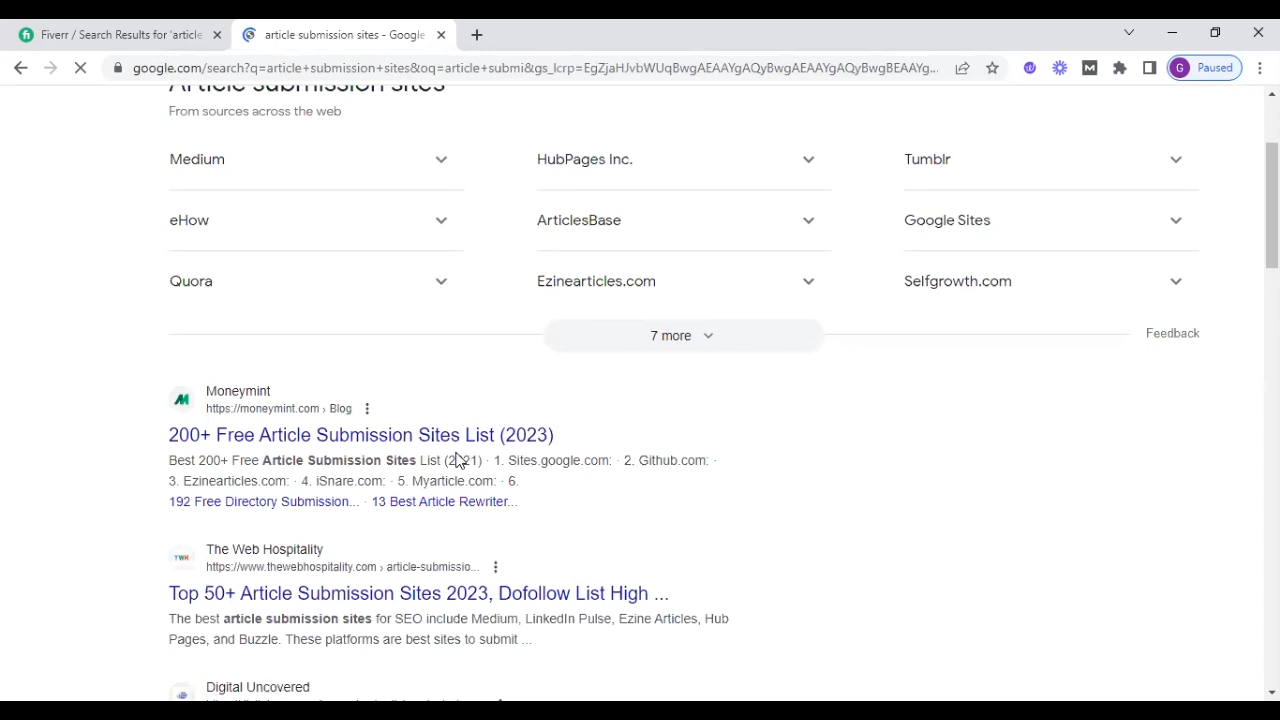 Fiverr / Search Results for 'article
article submission sites - Google
google.com/search?q=article+submission+sites&oq=article+submi&gs_lcrp=EgZjaHJvbWUqBwgAEAAYgAQyBwgAEAAYgAQyBwgBEAAYg...
G Paused
Article submission sites
From sources across the web
Medium
HubPages Inc.
Tumblr
eHow
ArticlesBase
Google Sites
Quora
Ezinearticles.com
Selfgrowth.com
7 more
Feedback
Moneymint
https://moneymint.com › Blog
200+ Free Article Submission Sites List (2023)
Best 200+ Free Article Submission Sites List (2021) · 1. Sites.google.com: · 2. Github.com: ·
3. Ezinearticles.com: · 4. iSnare.com: · 5. Myarticle.com: · 6.
192 Free Directory Submission... · 13 Best Article Rewriter...
YWH
The Web Hospitality
https://www.thewebhospitality.com › article-submissio...
Top 50+ Article Submission Sites 2023, Dofollow List High ...
The best article submission sites for SEO include Medium, LinkedIn Pulse, Ezine Articles, Hub
Pages, and Buzzle. These platforms are best sites to submit ...
Digital Uncovered